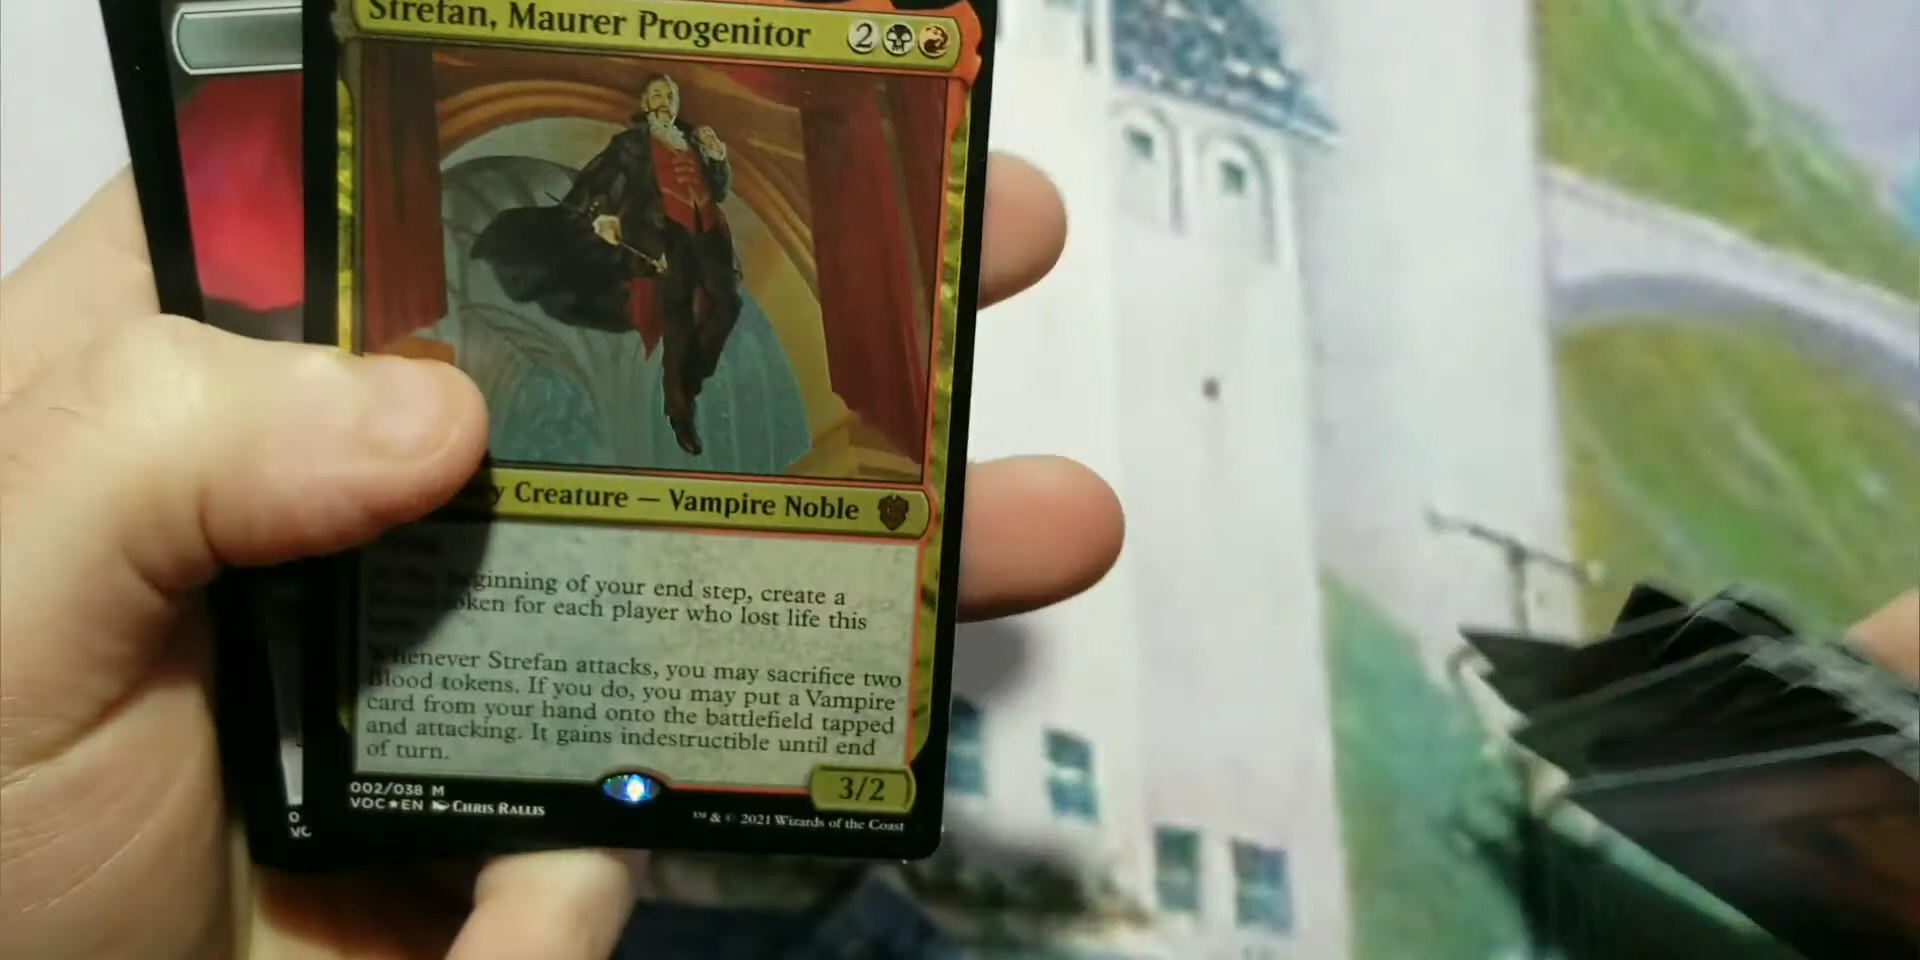 Strefan, Maurer Progenitor 2
y Creature — Vampire Noble
ginning of your end step, create a
oken for each player who lost life this
Whenever Strefan attacks, you may sacrifice two
Blood tokens. If you do, you may put a Vampire
card from your hand onto the battlefield tapped
and attacking. It gains indestructible until end
of turn.
3/2
002/038 M
VOC★EN Chris Rallis
™ & © 2021 Wizards of the Coast
0
VC